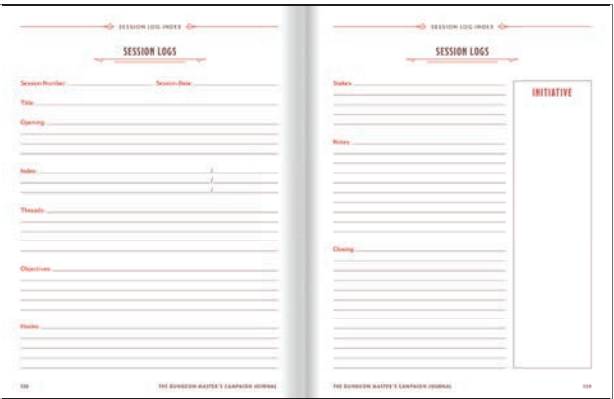 SESSION LOG INDEX
SESSION LOGS
Session Number: Session Date:
Title:
Opening:
Index: /
/
/
Threads:
Objectives:
Hooks:
THE DUNGEON MASTER'S CAMPAIGN JOURNAL
SESSION LOG INDEX
SESSION LOGS
Stakes:
INITIATIVE
Notes:
Closing:
THE DUNGEON MASTER'S CAMPAIGN JOURNAL